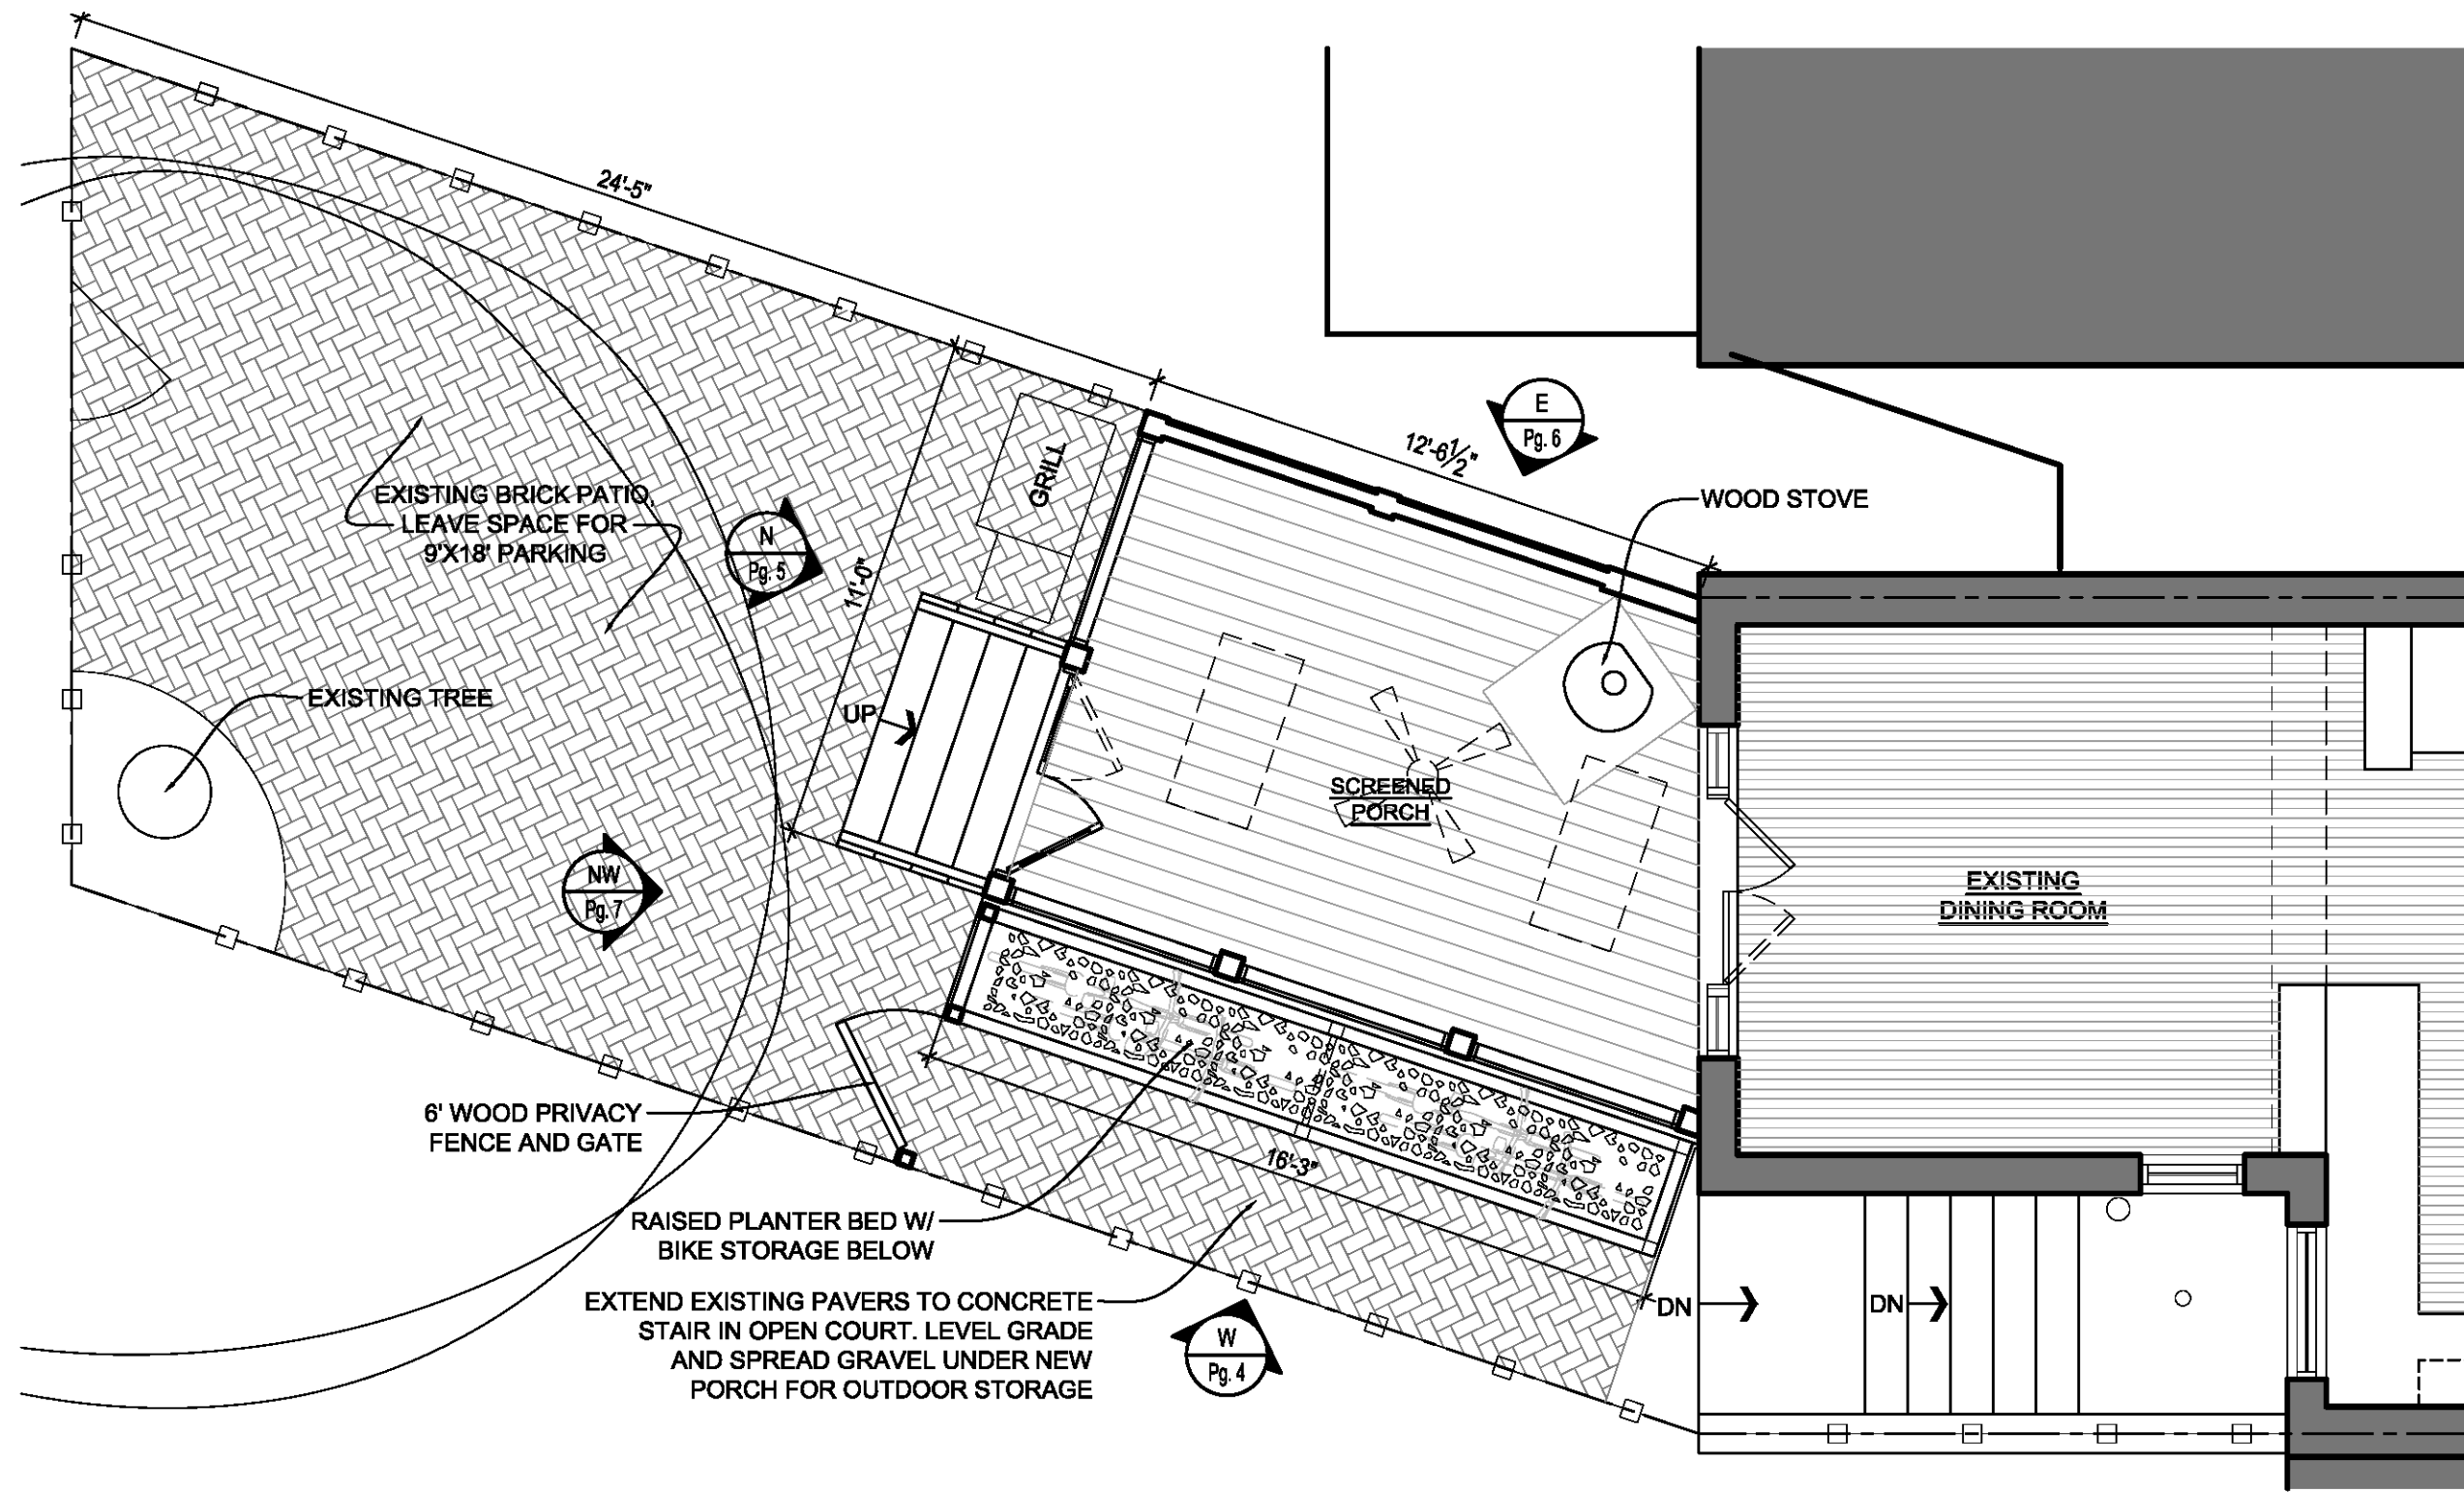 24'-5"
12'-6 1/2"
E
Pg. 6
WOOD STOVE
GRILL
EXISTING BRICK PATIO,
LEAVE SPACE FOR
9'X18' PARKING
N
Pg. 5
11'-0"
EXISTING TREE
UP
SCREENED
PORCH
EXISTING
DINING ROOM
NW
Pg. 7
6' WOOD PRIVACY
FENCE AND GATE
16'-3"
RAISED PLANTER BED W/
BIKE STORAGE BELOW
EXTEND EXISTING PAVERS TO CONCRETE
STAIR IN OPEN COURT. LEVEL GRADE
AND SPREAD GRAVEL UNDER NEW
PORCH FOR OUTDOOR STORAGE
W
Pg. 4
DN
DN